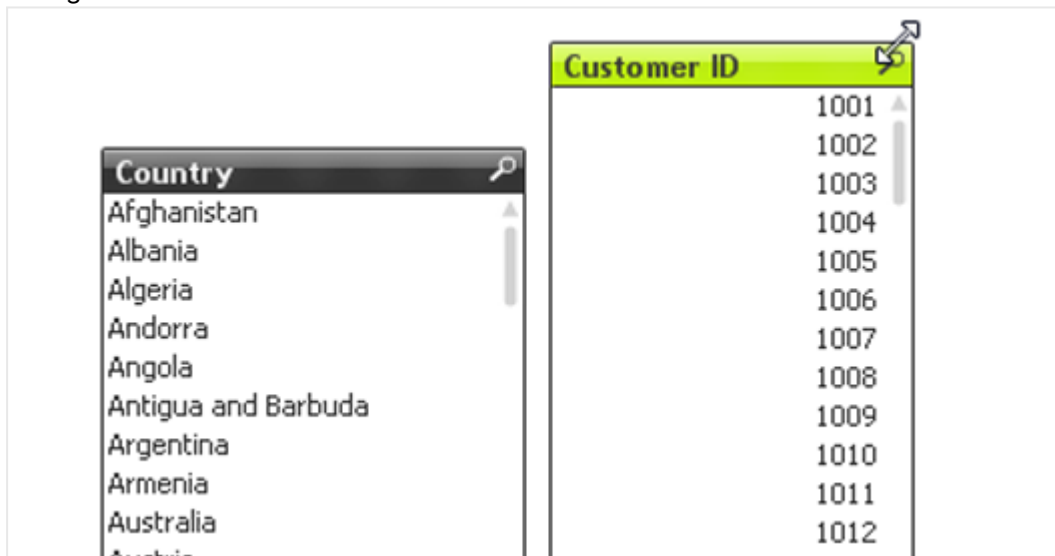 Customer ID
1001
1002
1003
1004
1005
1006
1007
1008
1009
1010
1011
1012
Country
Afghanistan
Albania
Algeria
Andorra
Angola
Antigua and Barbuda
Argentina
Armenia
Australia